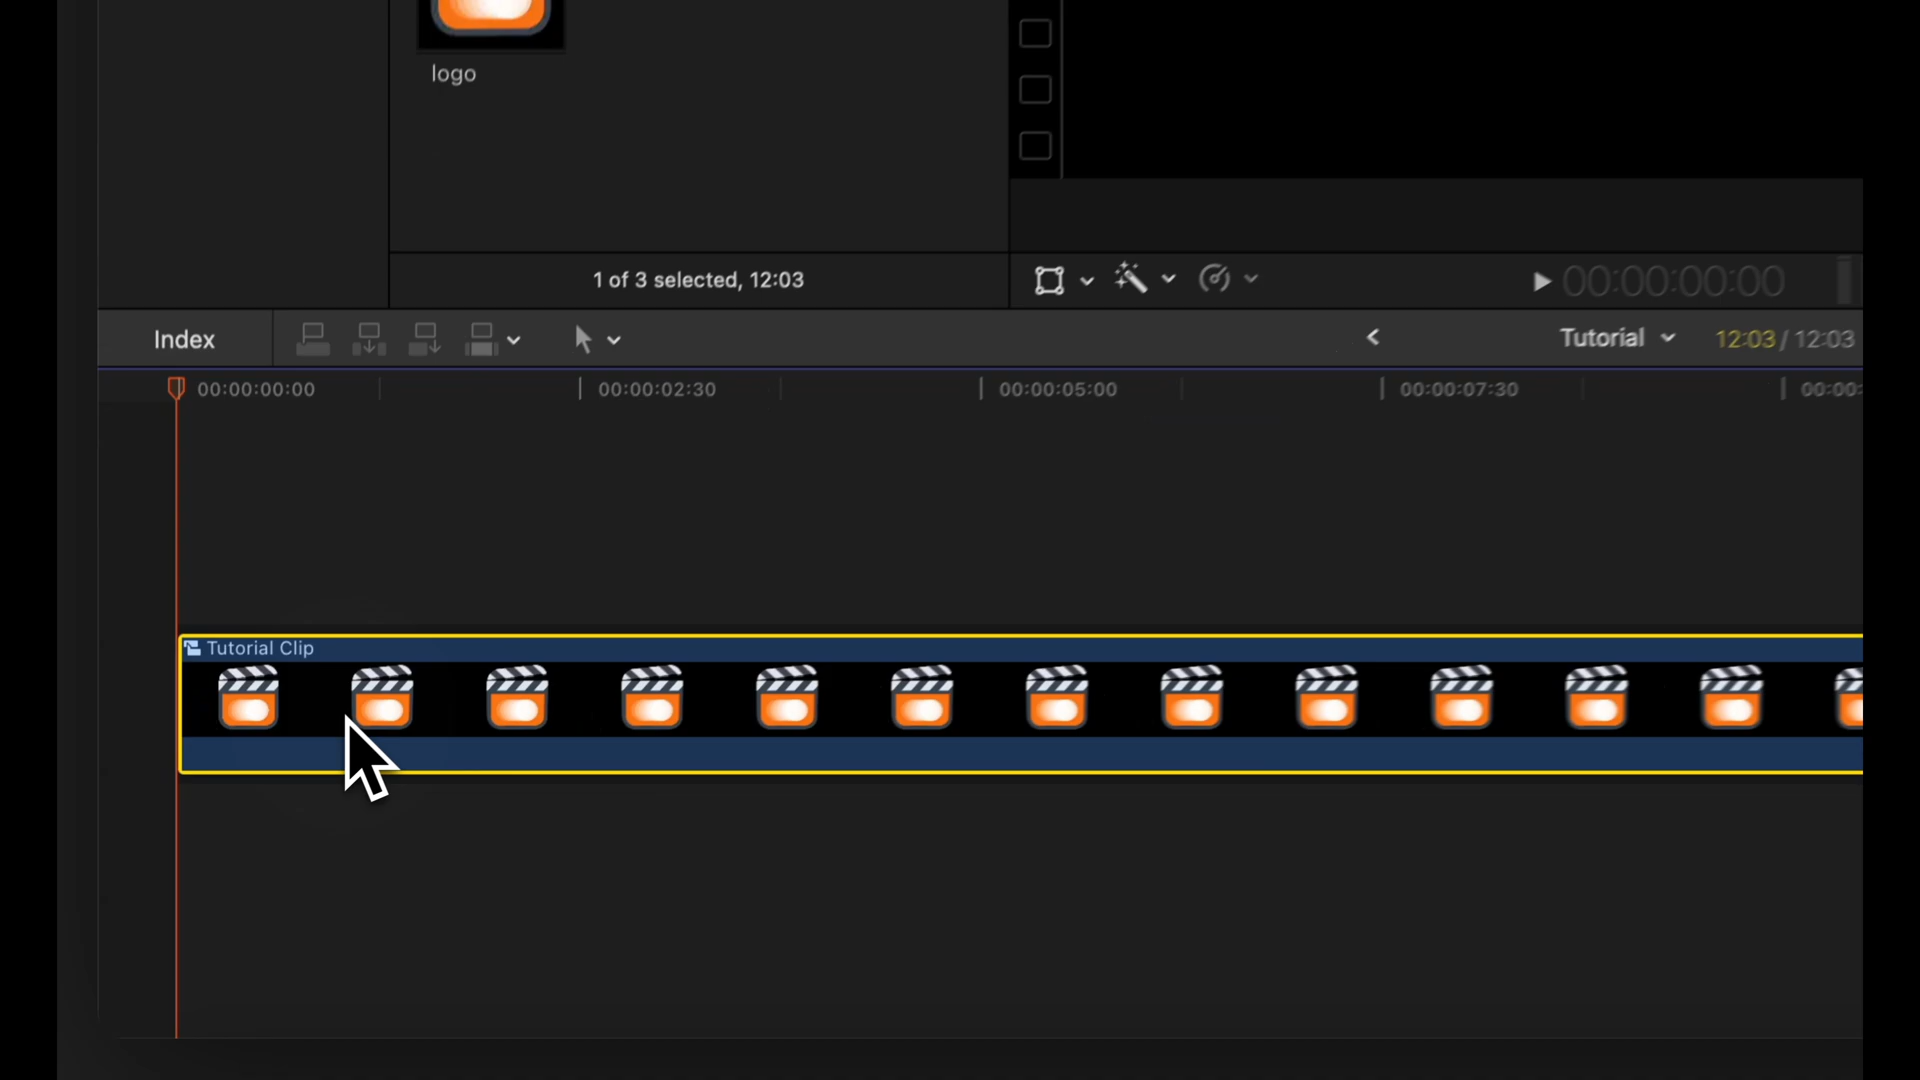 logo
1 of 3 selected, 12:03
00:00:00:00
Index
Tutorial
12:03 / 12:03
00:00:00:00
00:00:02:30
00:00:05:00
00:00:07:30
00:00:
Tutorial Clip